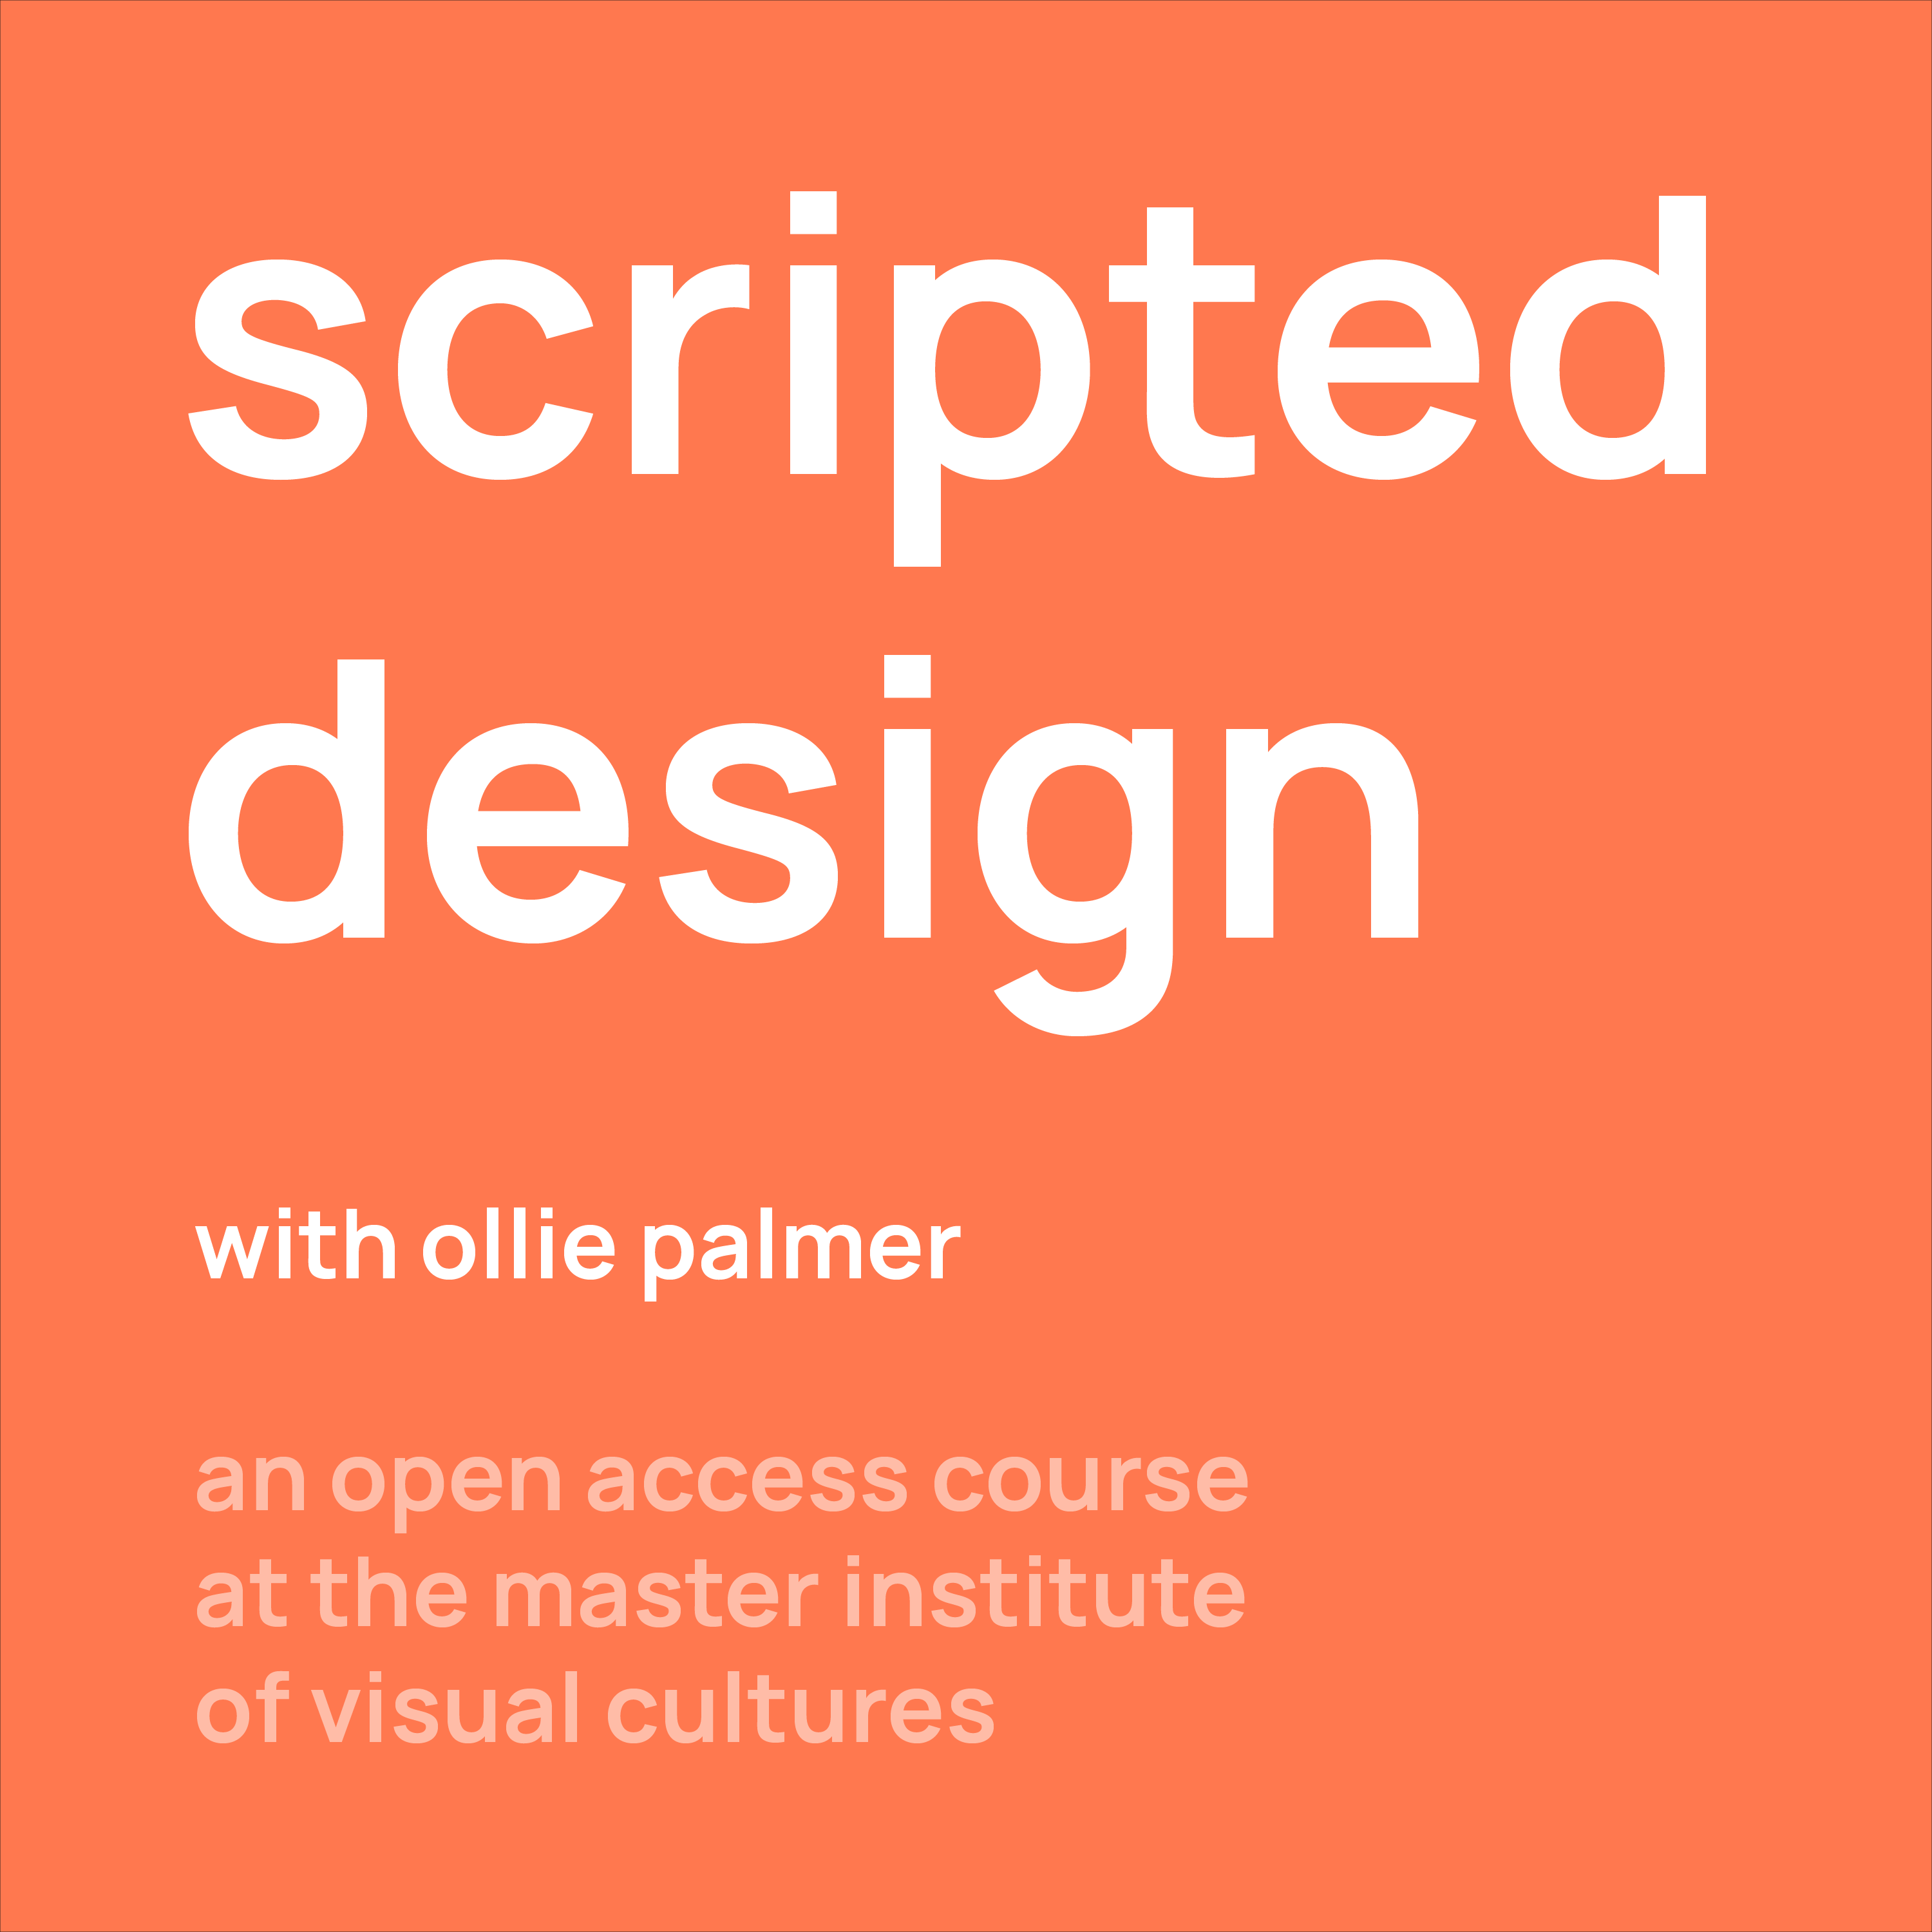 scripted
design
with ollie palmer
an open access course
at the master institute
of visual cultures